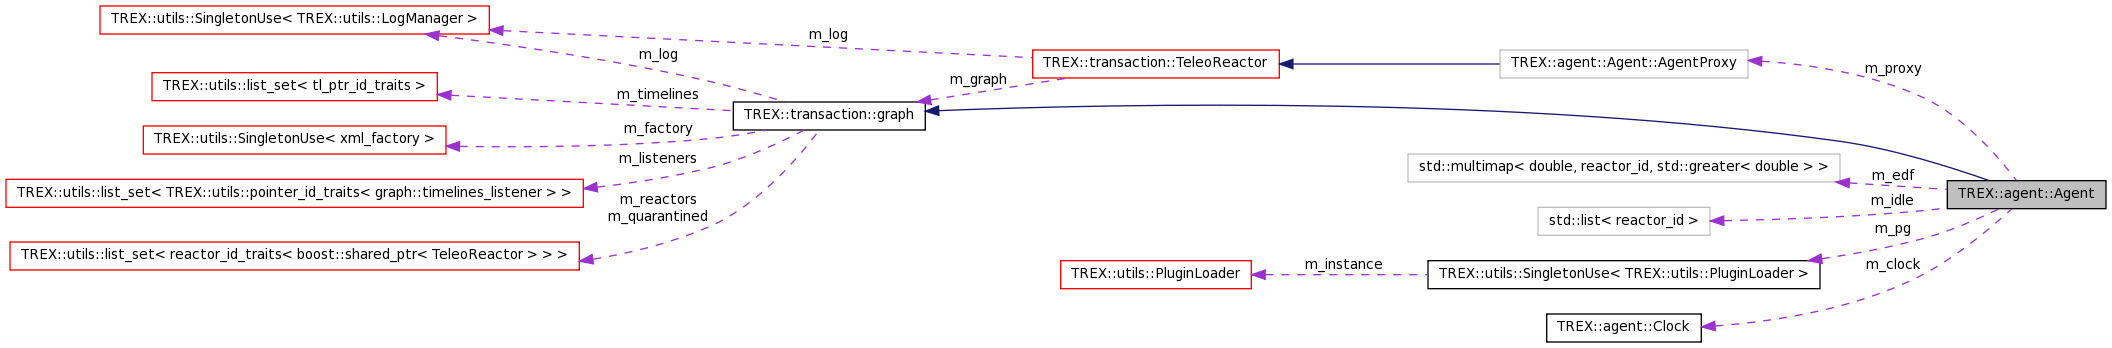 TREX::utils::SingletonUse< TREX::utils::LogManager >
m_log
m_log
TREX::transaction::TeleoReactor
TREX::agent::Agent::AgentProxy
m_proxy
m_graph
TREX::utils::list_set< tl_ptr_id_traits >
m_timelines
TREX::transaction::graph
m_factory
TREX::utils::SingletonUse< xml_factory >
m_listeners
std::multimap< double, reactor_id, std::greater< double > >
m_edf
TREX::agent::Agent
TREX::utils::list_set< TREX::utils::pointer_id_traits< graph::timelines_listener > >
m_reactors
m_quarantined
m_idle
std::list< reactor_id >
m_pg
TREX::utils::list_set< reactor_id_traits< boost::shared_ptr< TeleoReactor > > >
m_instance
m_clock
TREX::utils::PluginLoader
TREX::utils::SingletonUse< TREX::utils::PluginLoader >
TREX::agent::Clock